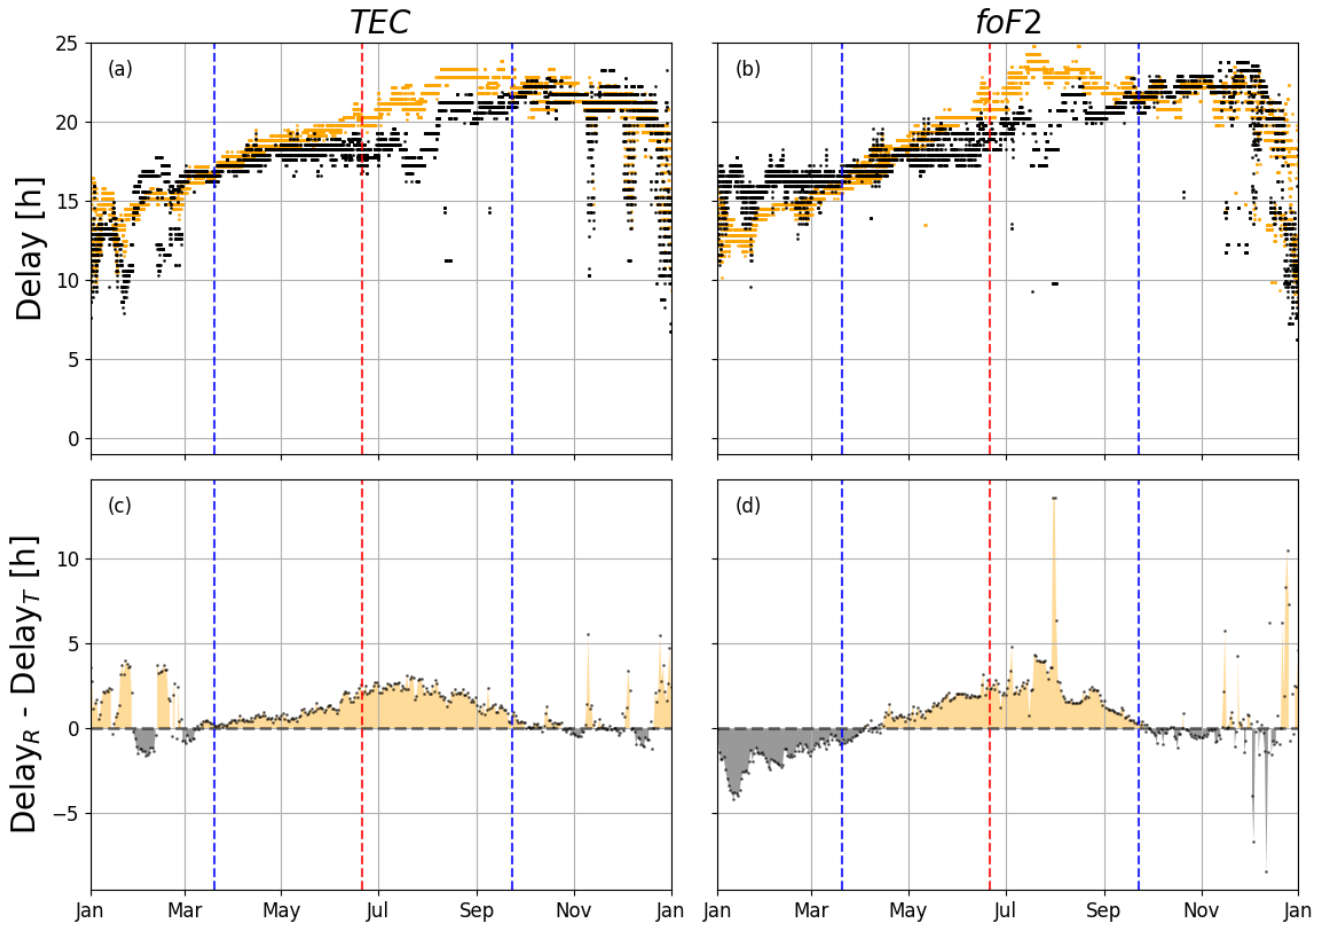 TEC
foF2
Delay [h]
25
20
15
10
5
0
(a)
(b)
Delay_R - Delay_T [h]
10
5
0
−5
(c)
(d)
Jan Mar May Jul Sep Nov Jan
Jan Mar May Jul Sep Nov Jan